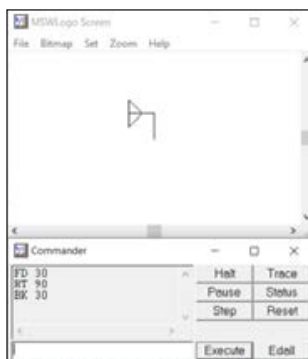 MSWLogo Screen
File Bitmap Set Zoom Help
Commander
FD 30
RT 90
BK 30
Halt Trace
Pause Status
Step Reset
Execute Edall